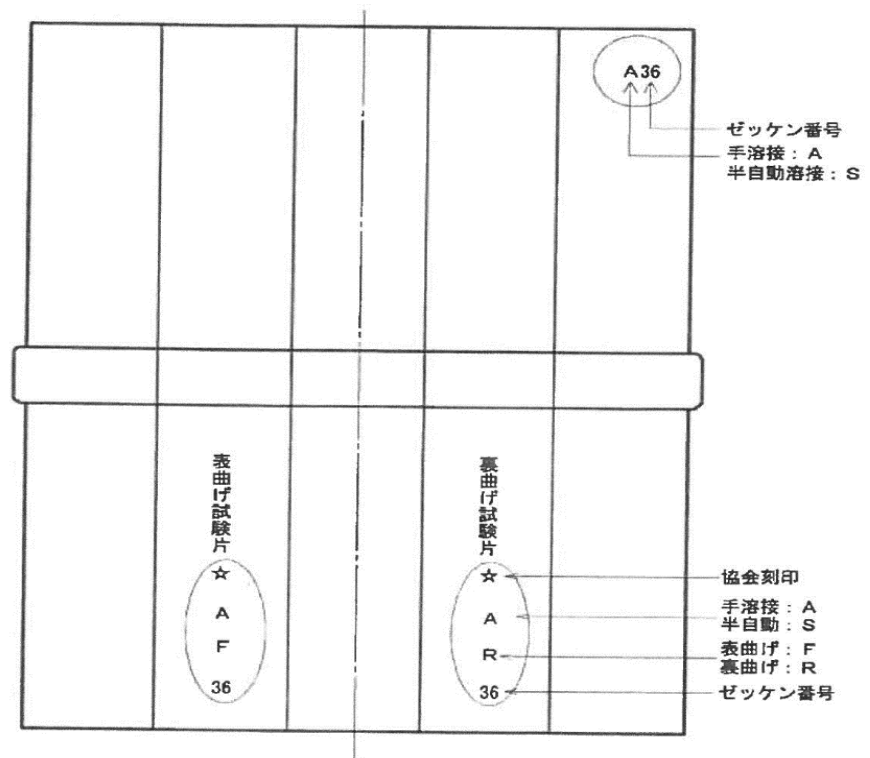 A36
ゼッケン番号
手溶接：A
半自動溶接：S
表曲げ試験片
☆
A
F
36
裏曲げ試験片
☆
A
R
36
協会刻印
手溶接：A
半自動：S
表曲げ：F
裏曲げ：R
ゼッケン番号